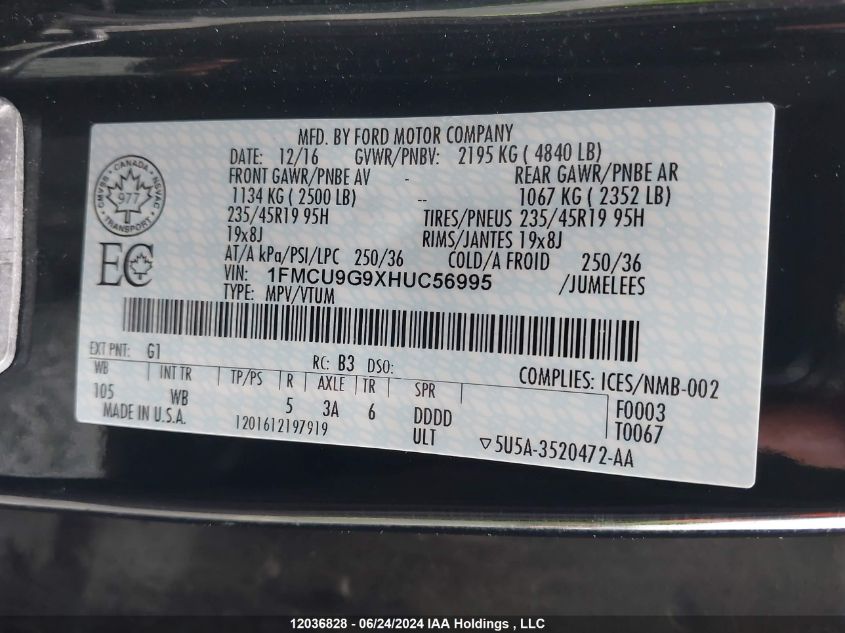 MFD. BY FORD MOTOR COMPANY
DATE: 12/16 GVWR/PNBV: 2195 KG ( 4840 LB)
FRONT GAWR/PNBE AV - REAR GAWR/PNBE AR
1134 KG ( 2500 LB) -- 1067 KG ( 2352 LB)
235/45R19 95H TIRES/PNEUS 235/45R19 95H
19x8J RIMS/JANTES 19x8J
AT/A kPa/PSI/LPC 250/36 COLD/A FROID 250/36
VIN: 1FMCU9G9XHUC56995 /JUMELEES
TYPE: MPV/VTUM
CANADA
977
TRANSPORT
NSVAC
EC
EXT PNT: G1 RC: B3 DSO: COMPLIES: ICES/NMB-002
WB INT TR TP/PS R AXLE TR SPR F0003
105 WB 5 3A 6 DDDD T0067
MADE IN U.S.A. 1201612197919 ULT ▽5U5A-3520472-AA
12036828 - 06/24/2024 IAA Holdings , LLC